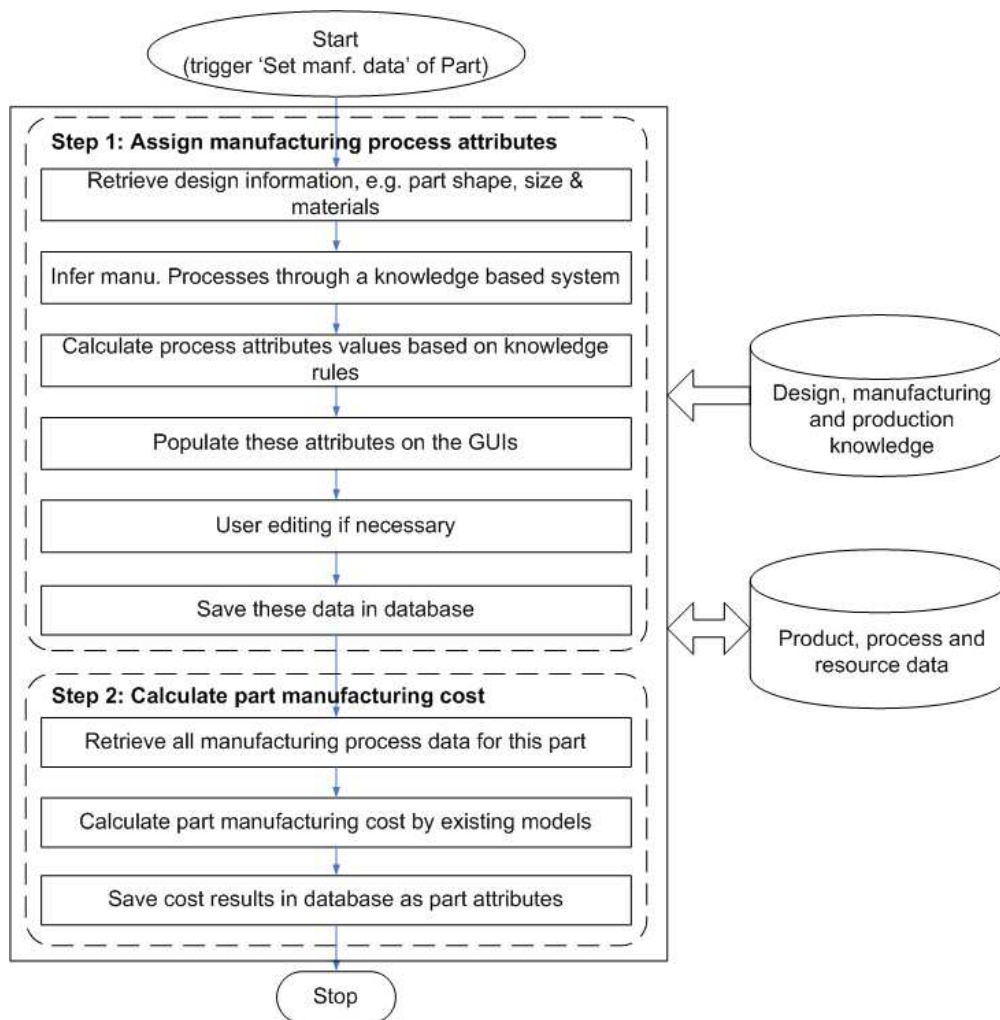 Start
(trigger 'Set manf. data' of Part)
Step 1: Assign manufacturing process attributes
Retrieve design information, e.g. part shape, size &
materials
Infer manu. Processes through a knowledge based system
Calculate process attributes values based on knowledge
rules
Populate these attributes on the GUIs
User editing if necessary
Save these data in database
Step 2: Calculate part manufacturing cost
Retrieve all manufacturing process data for this part
Calculate part manufacturing cost by existing models
Save cost results in database as part attributes
Stop
Design, manufacturing
and production
knowledge
Product, process and
resource data